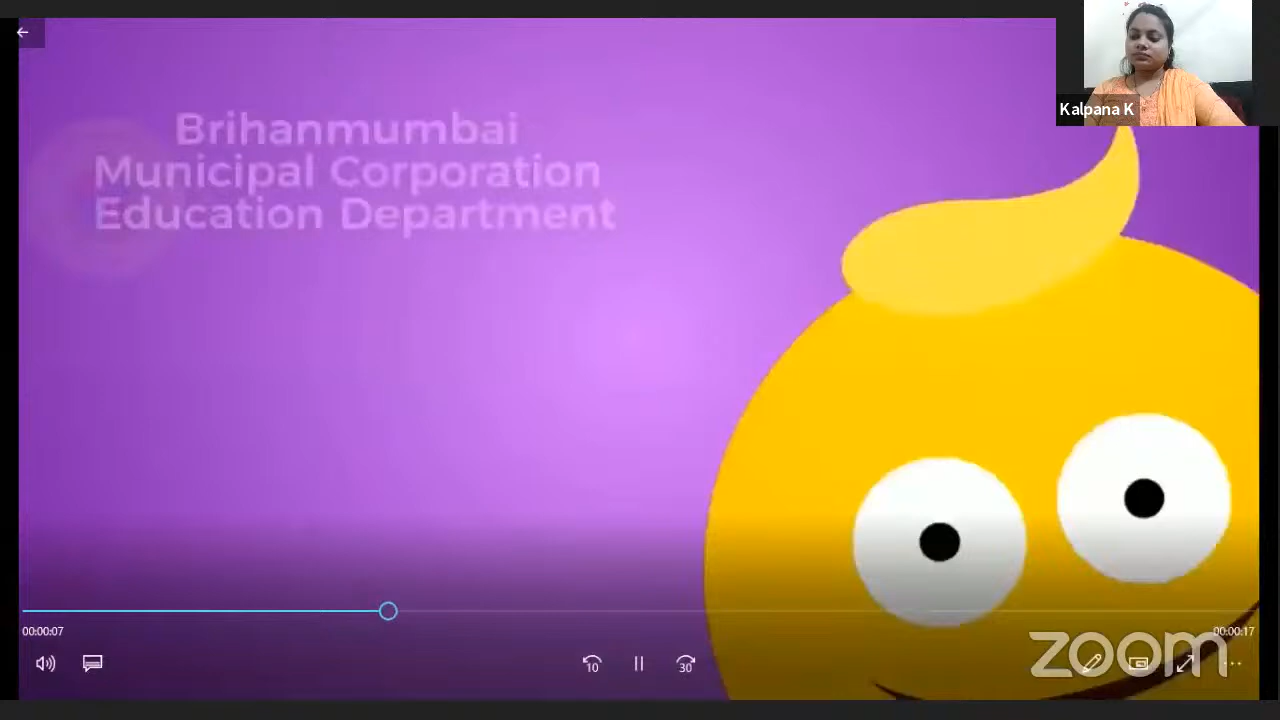 Kalpana K
Brihanmumbai
Municipal Corporation
Education Department
00:00:07
00:00:17
10
30
zoom